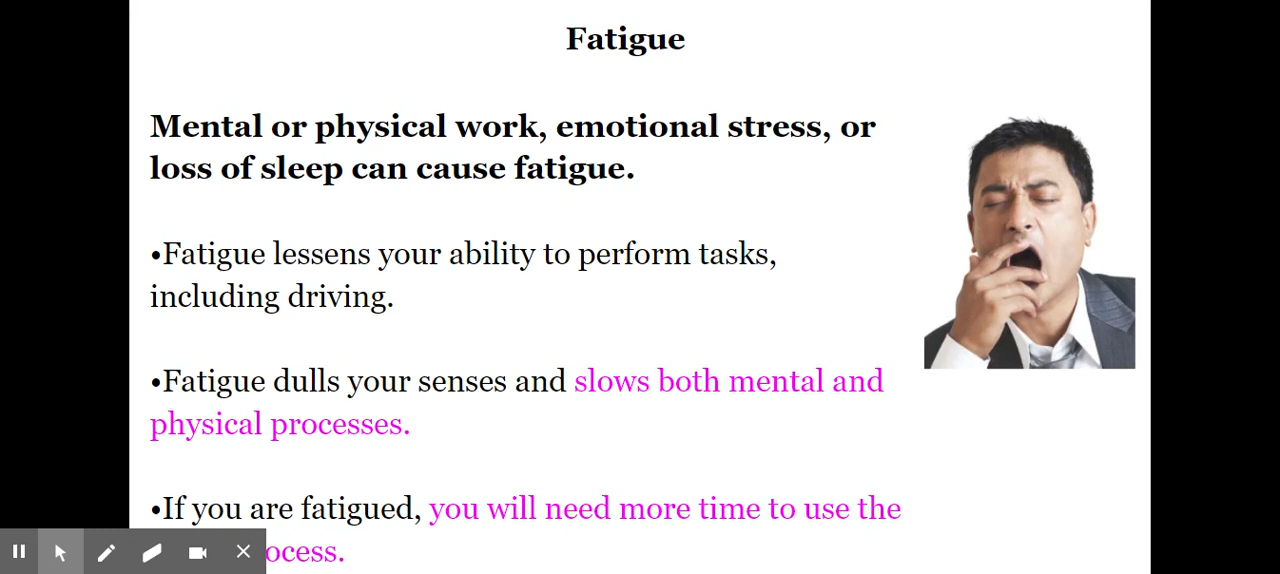 Fatigue
Mental or physical work, emotional stress, or
loss of sleep can cause fatigue.
•Fatigue lessens your ability to perform tasks,
including driving.
•Fatigue dulls your senses and slows both mental and
physical processes.
•If you are fatigued, you will need more time to use the